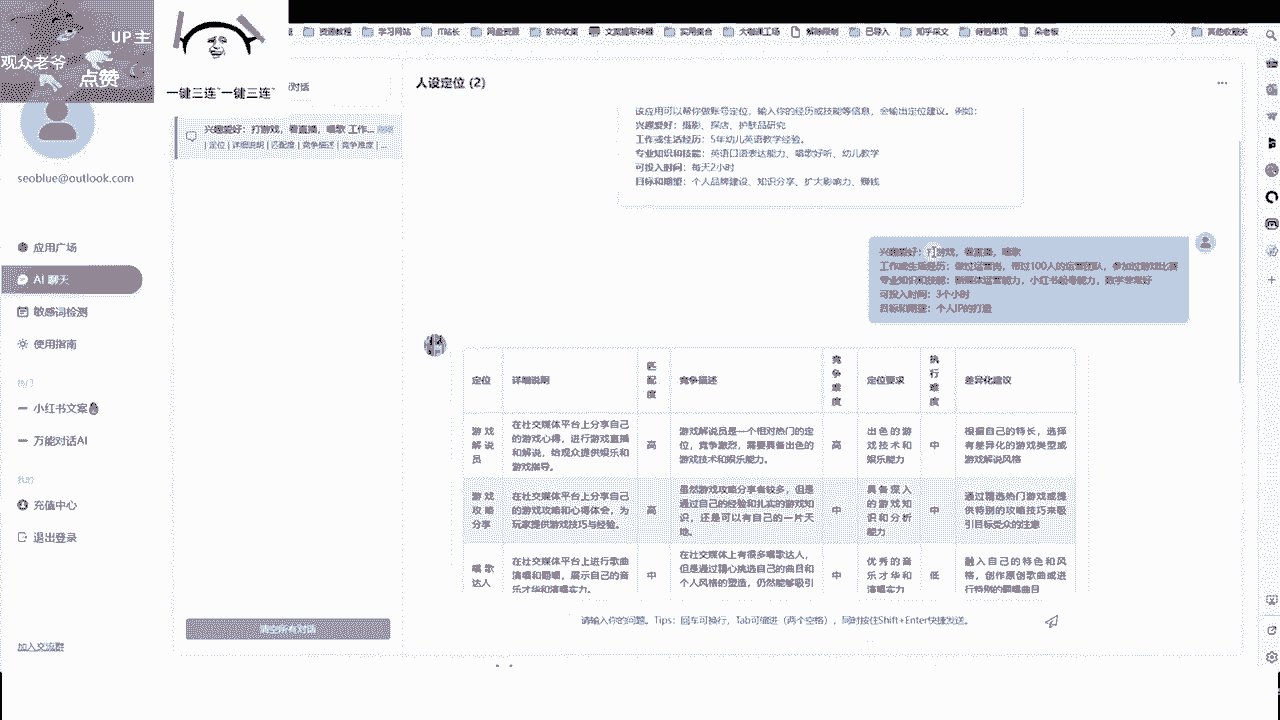 UP主
观众老爷
点赞
一键三连~一键三连~
资源教程
学习网站
IT站长
网盘资源
软件收集
实用集合
大咖淘工场
已导入
其他收藏夹
对话
人设定位 (2)
兴趣爱好：打游戏，看直播，唱歌 工作...
| 定位 | 详细说明 | 匹配度 | 竞争描述 | 竞争难度 | ...
veoblue@outlook.com
应用广场
AI 聊天
敏感词检测
使用指南
热门
小红书文案
万能对话AI
我的
充值中心
退出登录
加入交流群
清空所有对话
该应用可以帮你做账号定位，输入你的经历或技能等信息，会输出定位建议。例如：
兴趣爱好：摄影、探店、护肤品研究
工作或生活经历：5年幼儿英语教学经验。
专业知识和技能：英语口语表达能力、唱歌好听、幼儿教学
可投入时间：每天2小时
目标和期望：个人品牌建设、知识分享、扩大影响力、赚钱
兴趣爱好：打游戏，看直播，唱歌
工作或生活经历：做过运营岗，带过100人的运营团队，参加过游戏比赛
专业知识和技能：新媒体运营能力，小红书起号能力，数学非常好
可投入时间：3个小时
目标和期望：个人IP的打造
定位 详细说明 匹配度 竞争描述 竞争难度 定位要求 执行难度 差异化建议
游戏解说员 在社交媒体平台上分享自己的游戏心得，进行游戏直播和解说，给观众提供娱乐和游戏指导。 高 游戏解说员是一个相对热门的定位，竞争激烈，需要具备出色的游戏技术和娱乐能力。 高 出色的游戏技术和娱乐能力 中 根据自己的特长，选择有差异化的游戏类型或游戏解说风格
游戏攻略分享 在社交媒体平台上分享自己的游戏攻略和心得体会，为玩家提供游戏技巧与经验。 高 虽然游戏攻略分享者较多，但是通过自己的经验和扎实的游戏知识，还是可以有自己的一片天地。 中 具备深入的游戏知识和分析能力 中 通过精选热门游戏或提供特别的攻略技巧来吸引目标受众的注意
唱歌达人 在社交媒体平台上进行歌曲演唱和翻唱，展示自己的音乐才华和演唱实力。 中 在社交媒体上有很多唱歌达人，但是通过精心挑选自己的曲目和个人风格的塑造，仍然能够吸引 中 优秀的音乐才华和演唱实力 低 融入自己的特色和风格，创作原创歌曲或进行特别的翻唱曲目
请输入你的问题。Tips：回车可换行，Tab可缩进（两个空格），同时按住Shift+Enter快捷发送。